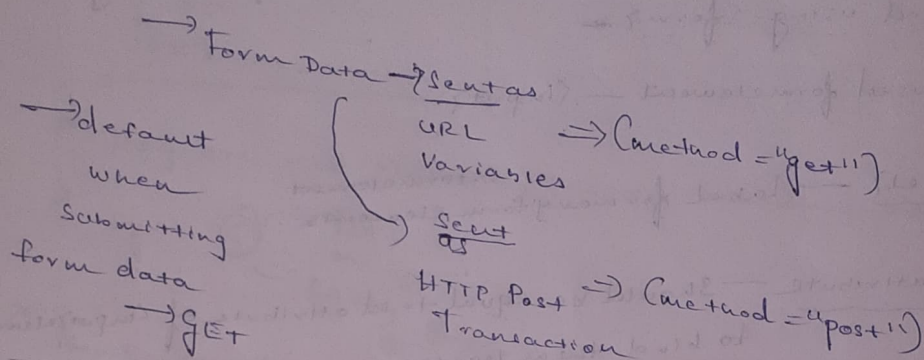 → Form Data → Sent as
URL
Variables
⇒ (method = "get")
Sent
as
HTTP Post
Transaction
⇒ (method = "post")
→ default
when
submitting
form data
→ GET